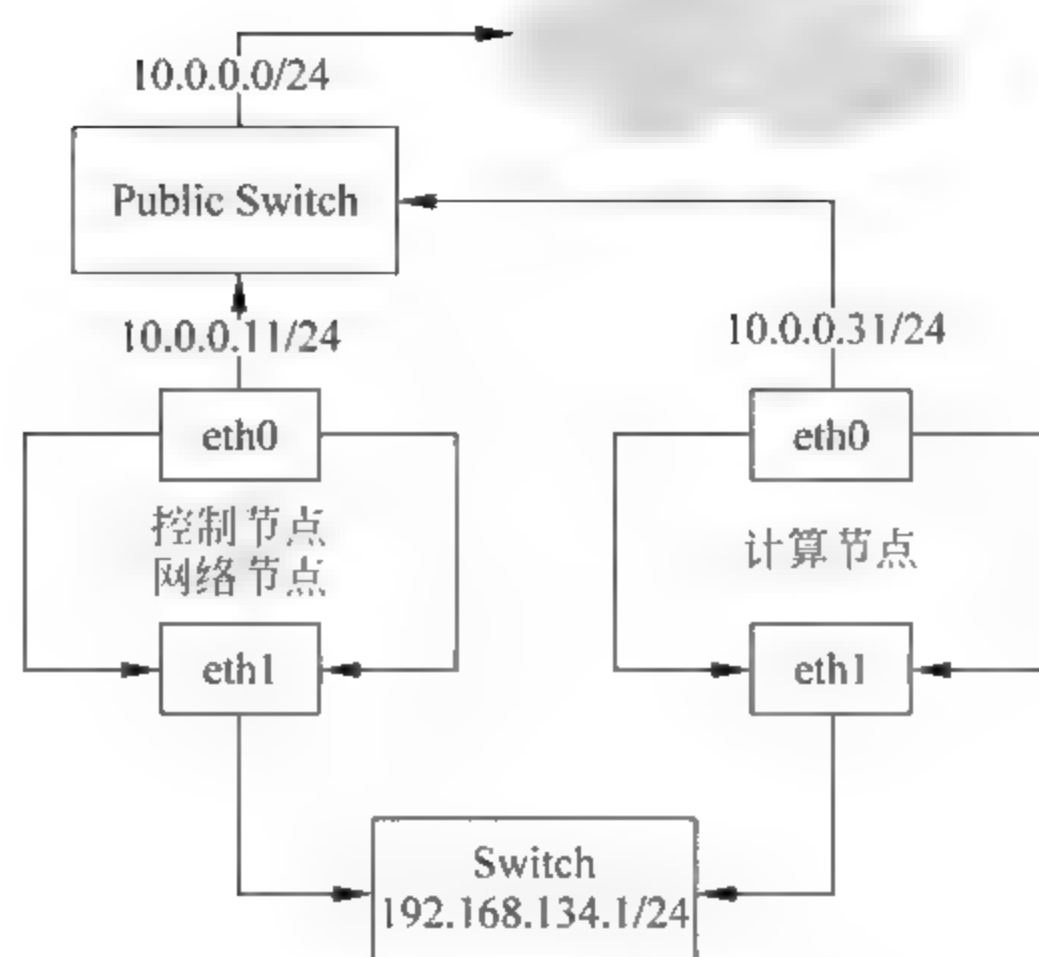 10.0.0.0/24
Public Switch
10.0.0.11/24
10.0.0.31/24
eth0
eth0
控制节点
网络节点
计算节点
eth1
eth1
Switch
192.168.134.1/24